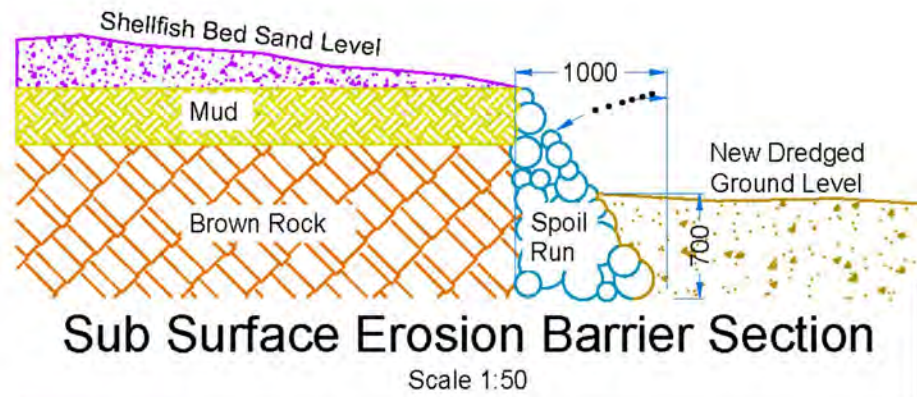 Shellfish Bed Sand Level
1000
Mud
New Dredged
Ground Level
Brown Rock
Spoil
Run
700
Sub Surface Erosion Barrier Section
Scale 1:50